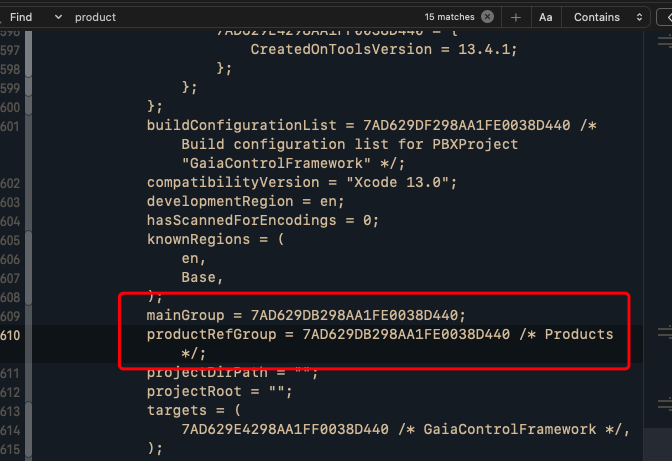 Find
product
15 matches
Aa
Contains
596 7AD629E4298AA1FF0038D440 = {
597 CreatedOnToolsVersion = 13.4.1;
598 };
599 };
600 };
601 buildConfigurationList = 7AD629DF298AA1FE0038D440 /*
Build configuration list for PBXProject
"GaiaControlFramework" */;
602 compatibilityVersion = "Xcode 13.0";
603 developmentRegion = en;
604 hasScannedForEncodings = 0;
605 knownRegions = (
606 en,
607 Base,
608 );
609 mainGroup = 7AD629DB298AA1FE0038D440;
610 productRefGroup = 7AD629DB298AA1FE0038D440 /* Products
*/;
611 projectDirPath = "";
612 projectRoot = "";
613 targets = (
614 7AD629E4298AA1FF0038D440 /* GaiaControlFramework */,
615 );